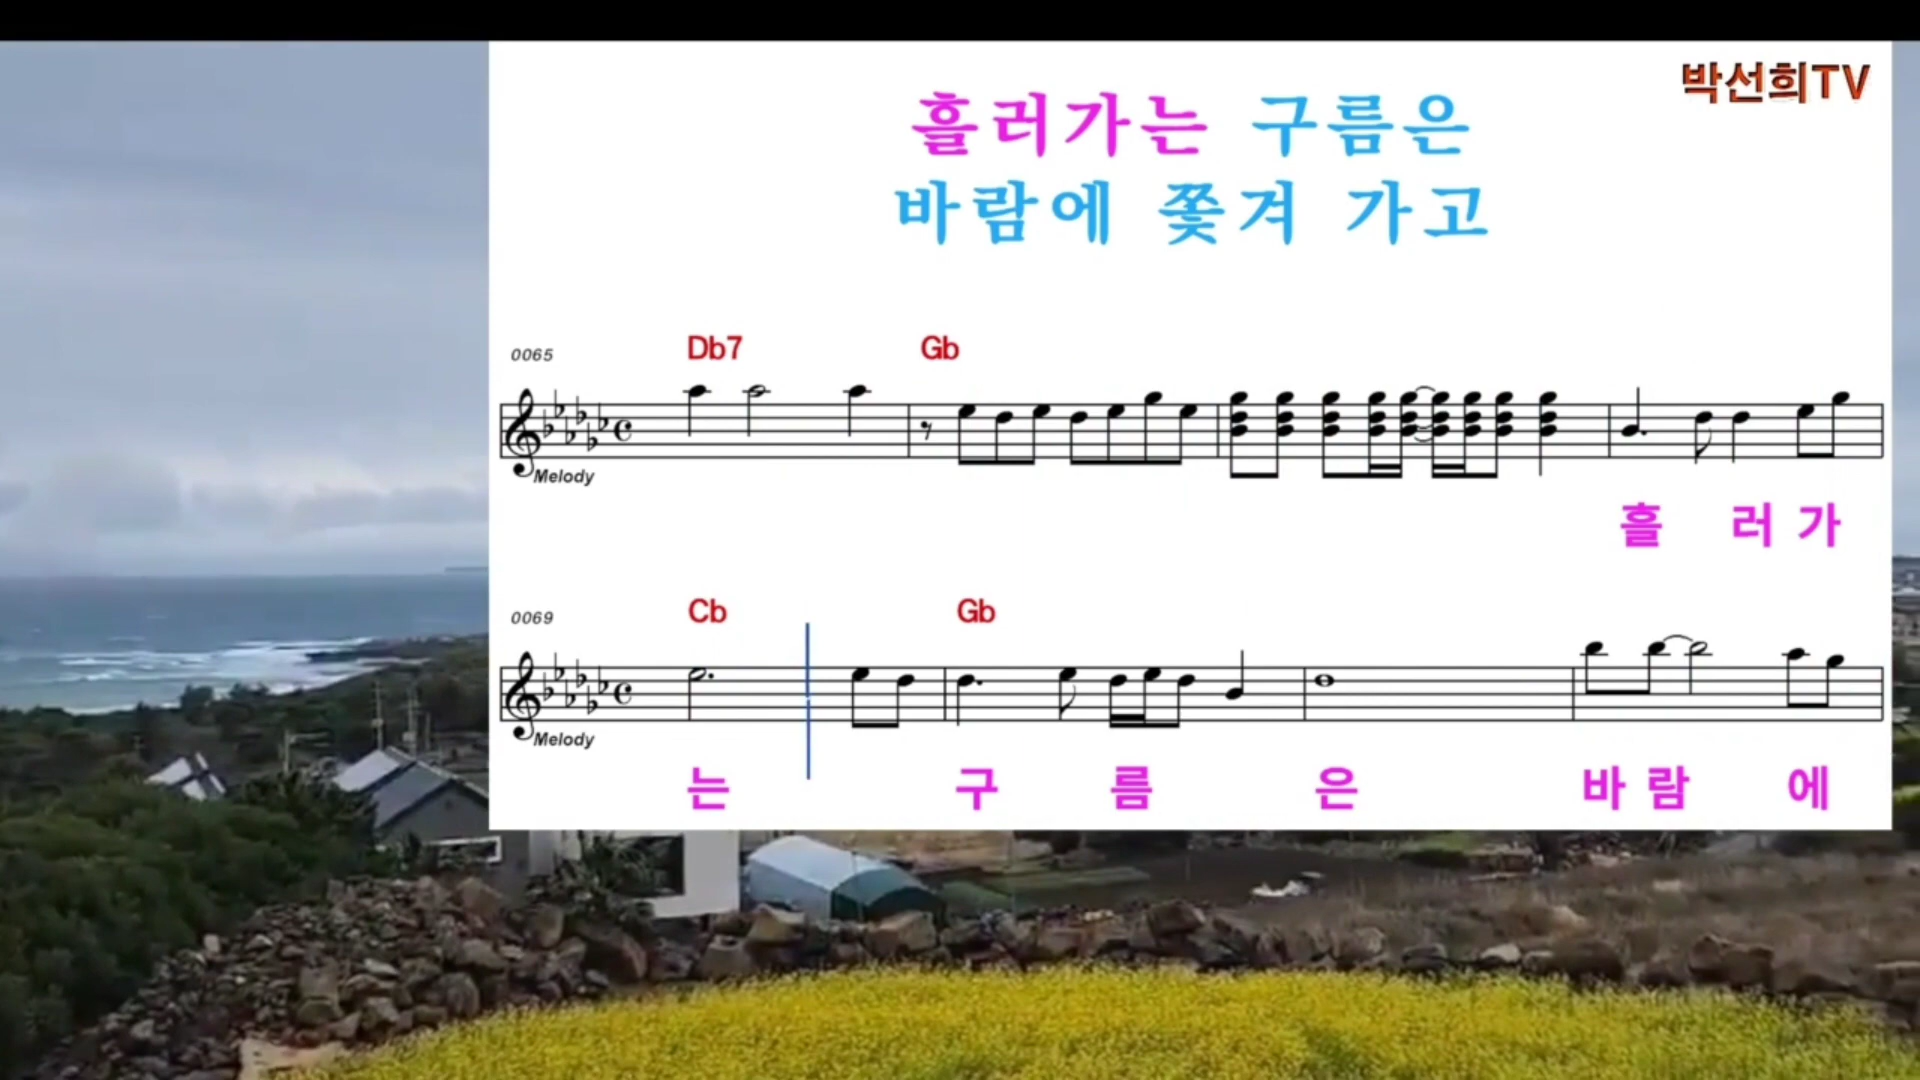 박선희TV
흘러가는 구름은
바람에 쫓겨 가고
0065 Db7 Gb
Melody
흘 러 가
0069 Cb Gb
Melody
는 구 름 은 바 람 에